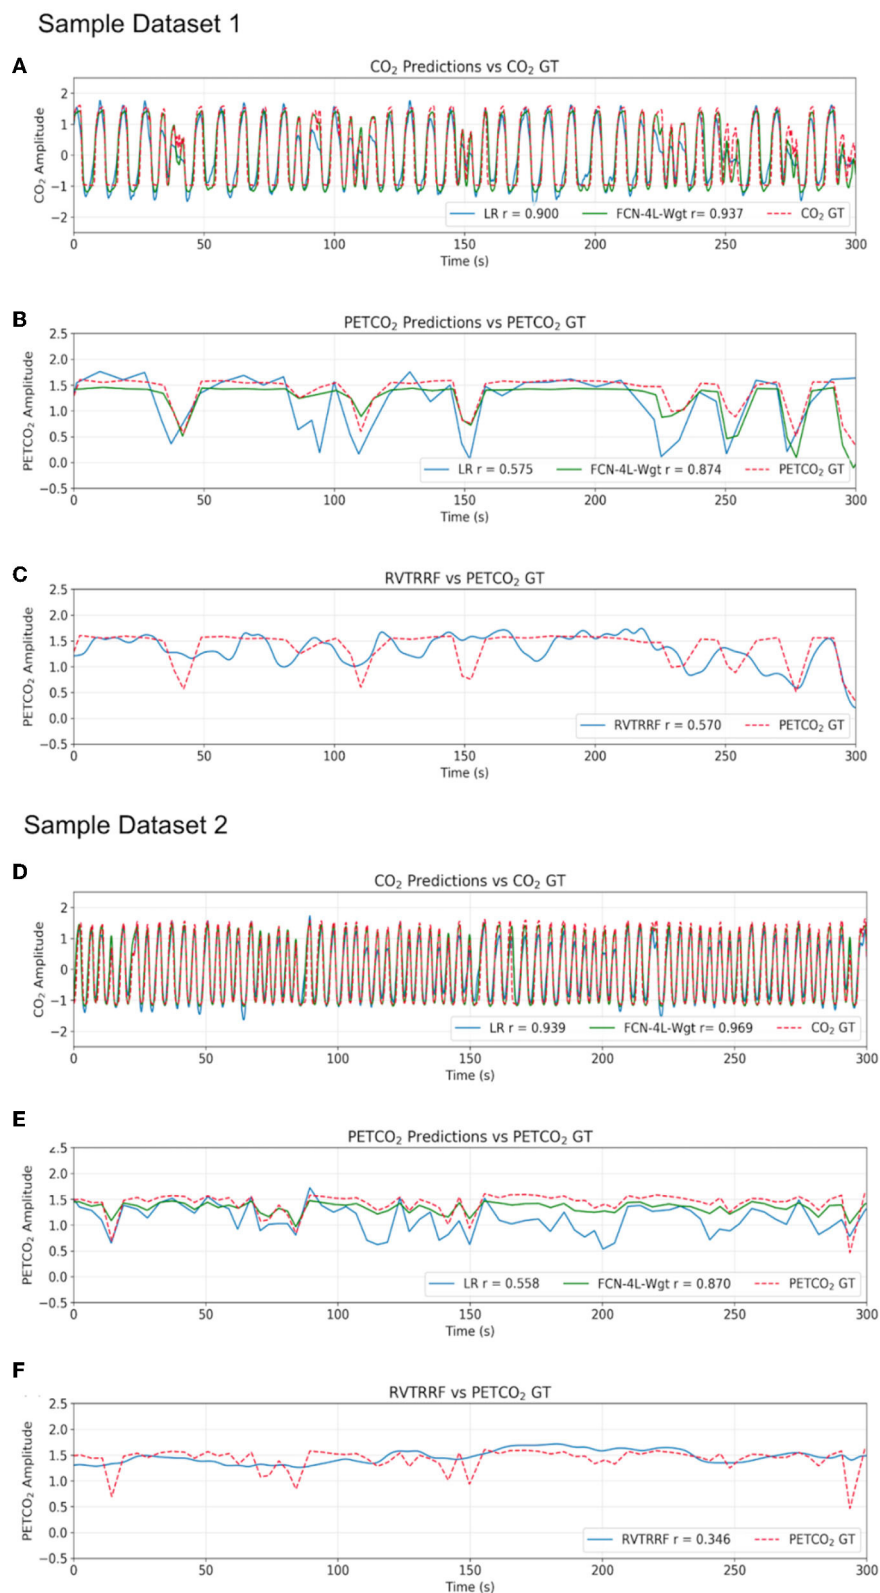 Sample Dataset 1
A
CO₂ Predictions vs CO₂ GT
CO₂ Amplitude
2
1
0
−1
−2
LR r = 0.900 FCN-4L-Wgt r= 0.937 CO₂ GT
0 50 100 150 200 250 300
Time (s)
B
PETCO₂ Predictions vs PETCO₂ GT
PETCO₂ Amplitude
2.5
2.0
1.5
1.0
0.5
0.0
−0.5
LR r = 0.575 FCN-4L-Wgt r = 0.874 PETCO₂ GT
0 50 100 150 200 250 300
Time (s)
C
RVTRRF vs PETCO₂ GT
PETCO₂ Amplitude
2.5
2.0
1.5
1.0
0.5
0.0
−0.5
RVTRRF r = 0.570 PETCO₂ GT
0 50 100 150 200 250 300
Time (s)
Sample Dataset 2
D
CO₂ Predictions vs CO₂ GT
CO₂ Amplitude
2
1
0
−1
−2
LR r = 0.939 FCN-4L-Wgt r= 0.969 CO₂ GT
0 50 100 150 200 250 300
Time (s)
E
PETCO₂ Predictions vs PETCO₂ GT
PETCO₂ Amplitude
2.5
2.0
1.5
1.0
0.5
0.0
−0.5
LR r = 0.558 FCN-4L-Wgt r = 0.870 PETCO₂ GT
0 50 100 150 200 250 300
Time (s)
F
RVTRRF vs PETCO₂ GT
PETCO₂ Amplitude
2.5
2.0
1.5
1.0
0.5
0.0
−0.5
RVTRRF r = 0.346 PETCO₂ GT
0 50 100 150 200 250 300
Time (s)